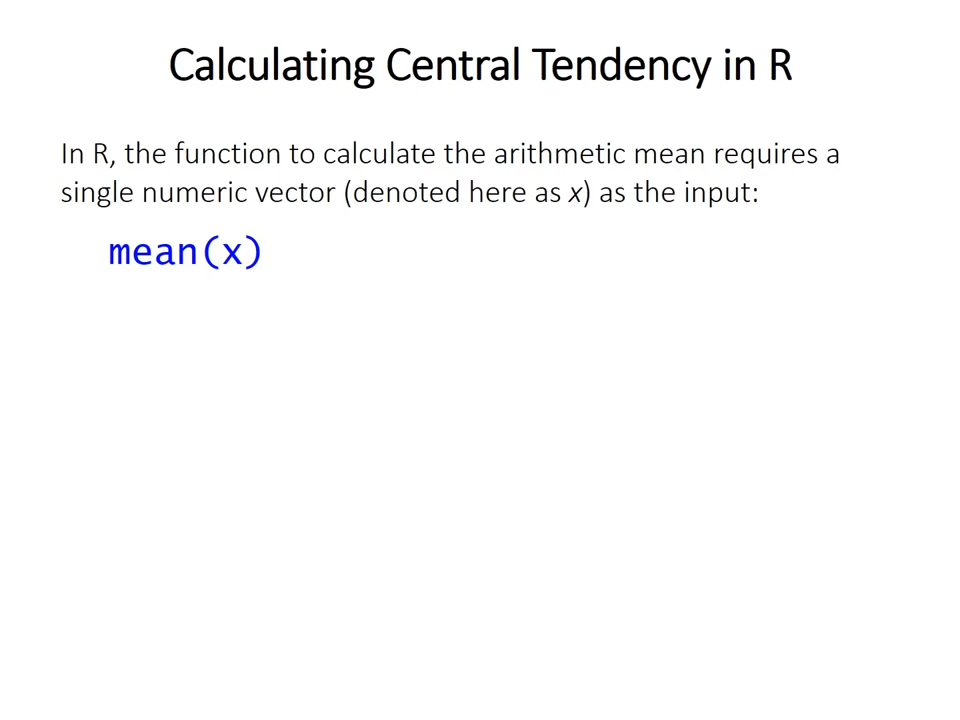 Calculating Central Tendency in R
In R, the function to calculate the arithmetic mean requires a
single numeric vector (denoted here as x) as the input:
mean(x)